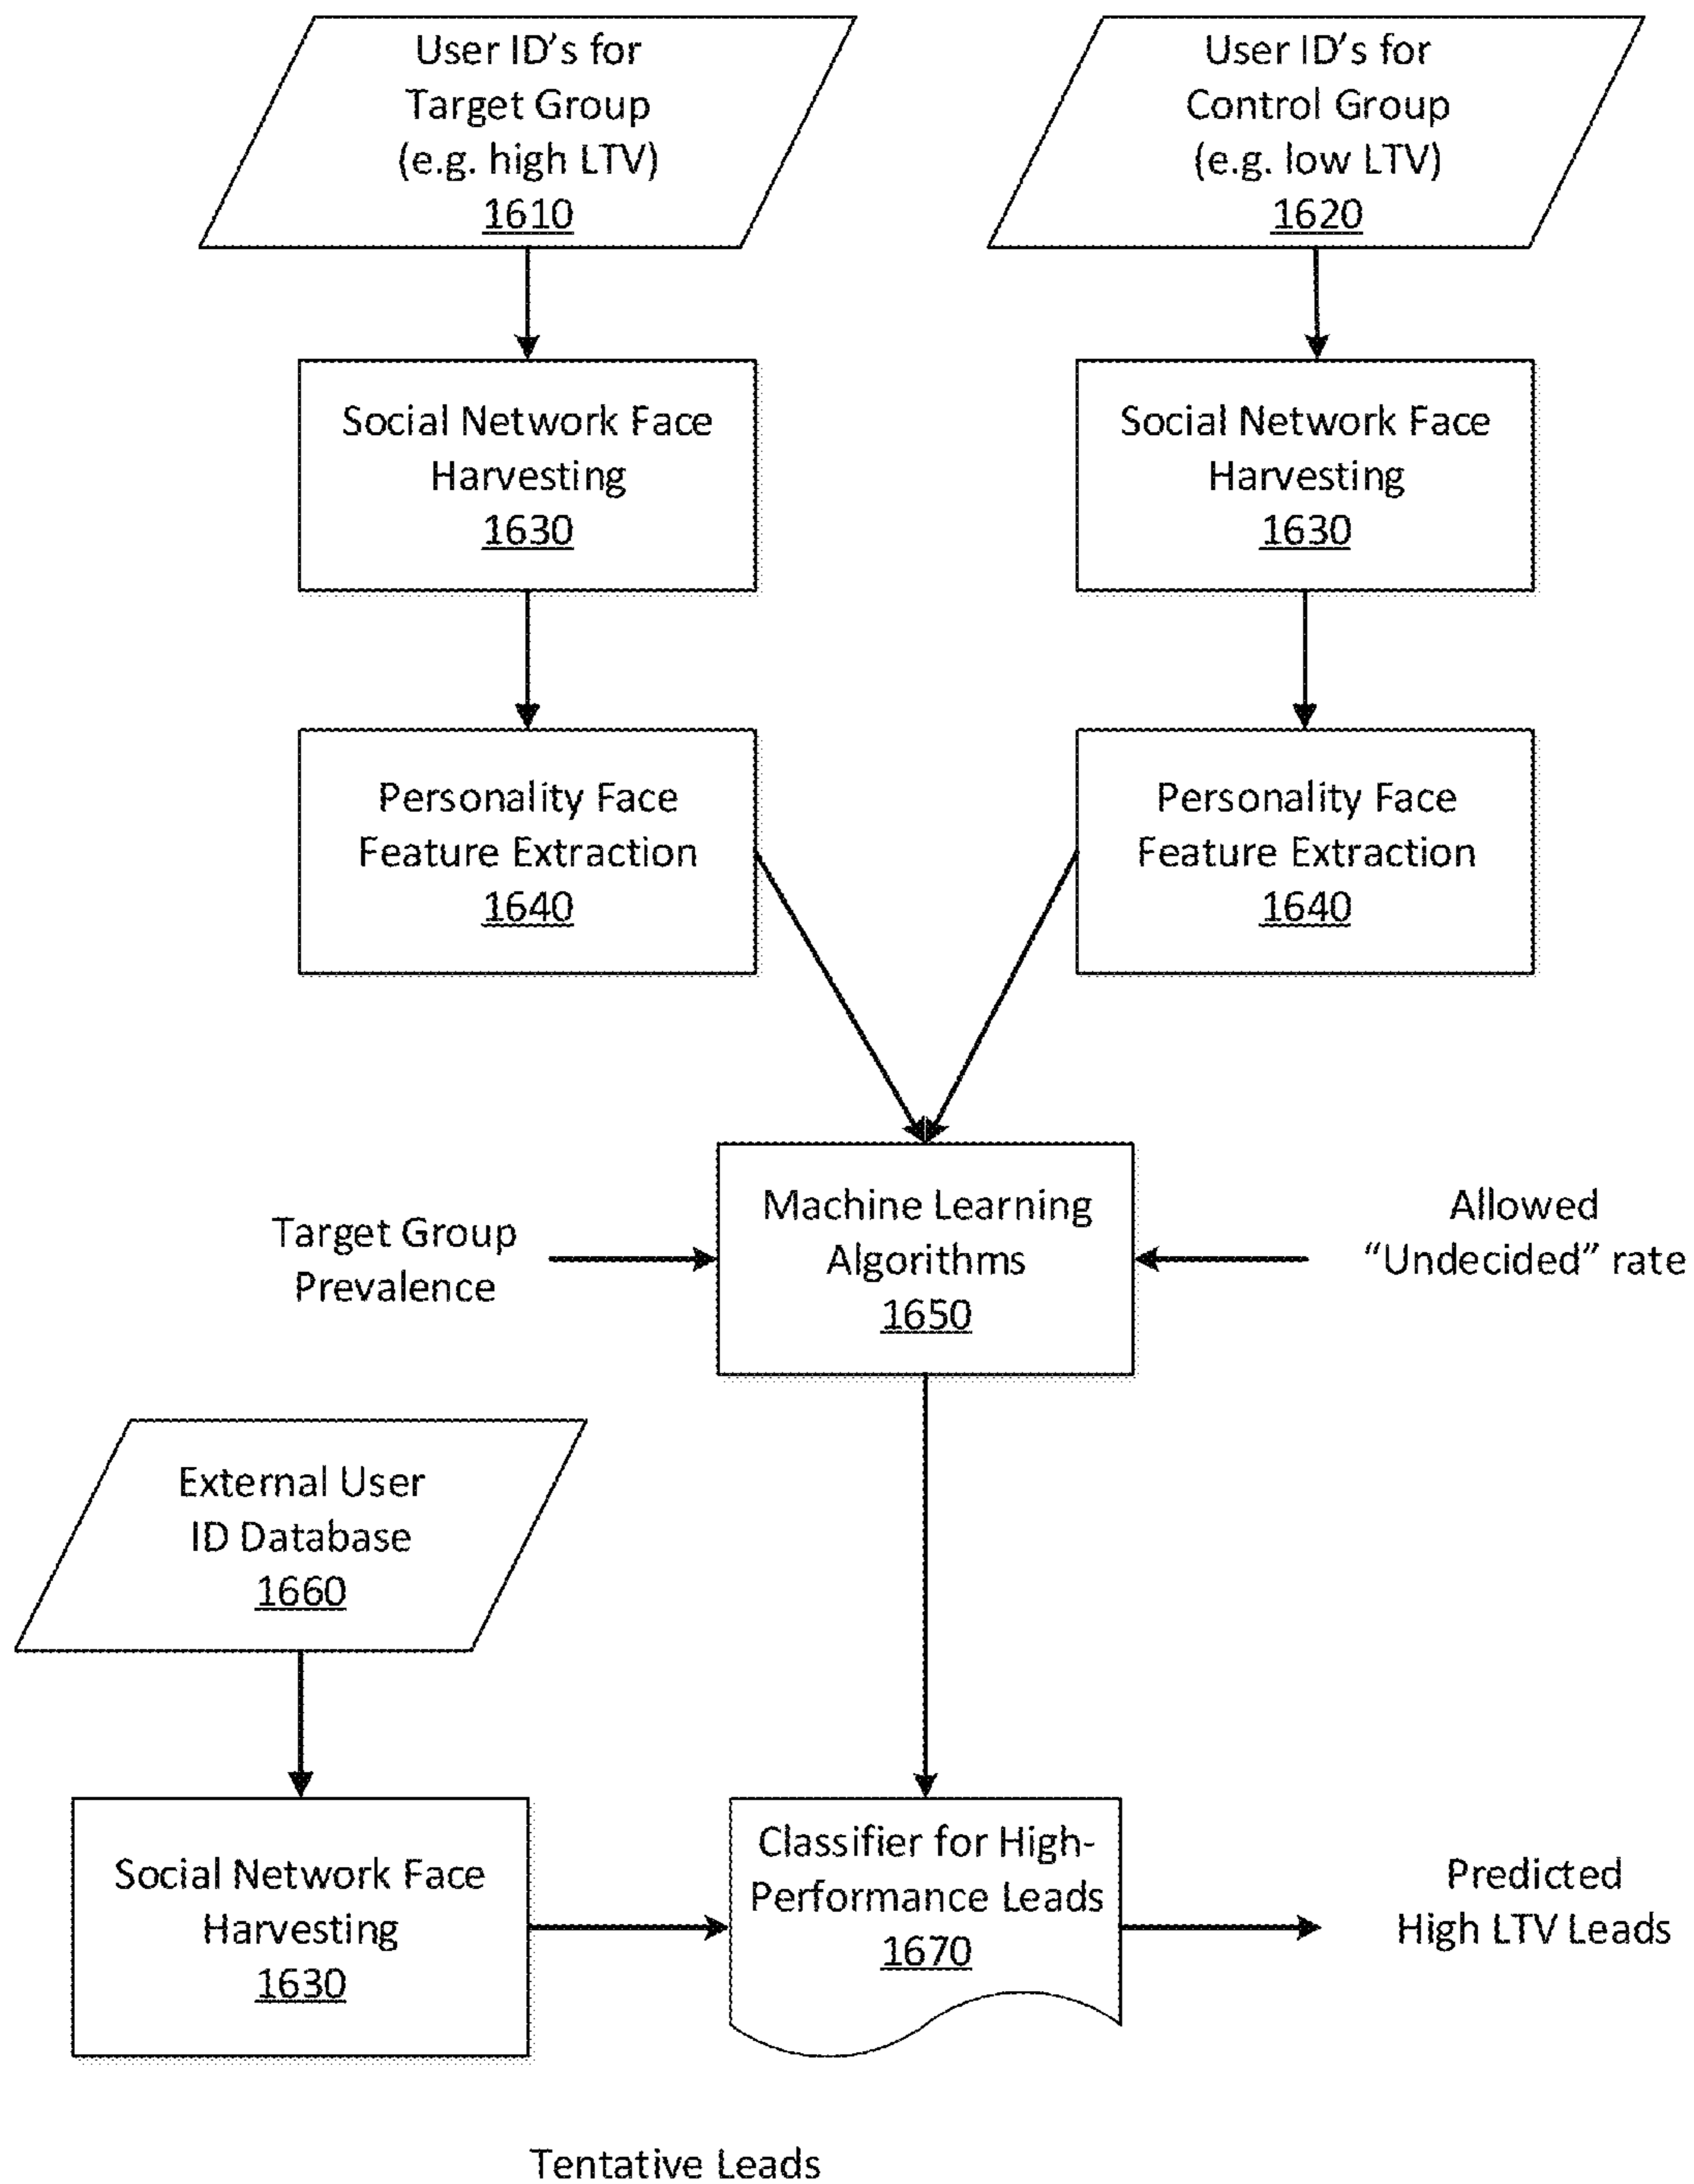 User ID's for
Target Group
(e.g. high LTV)
1610
User ID's for
Control Group
(e.g. low LTV)
1620
Social Network Face
Harvesting
1630
Social Network Face
Harvesting
1630
Personality Face
Feature Extraction
1640
Personality Face
Feature Extraction
1640
Target Group
Prevalence
Machine Learning
Algorithms
1650
Allowed
“Undecided” rate
External User
ID Database
1660
Social Network Face
Harvesting
1630
Classifier for High-
Performance Leads
1670
Predicted
High LTV Leads
Tentative Leads